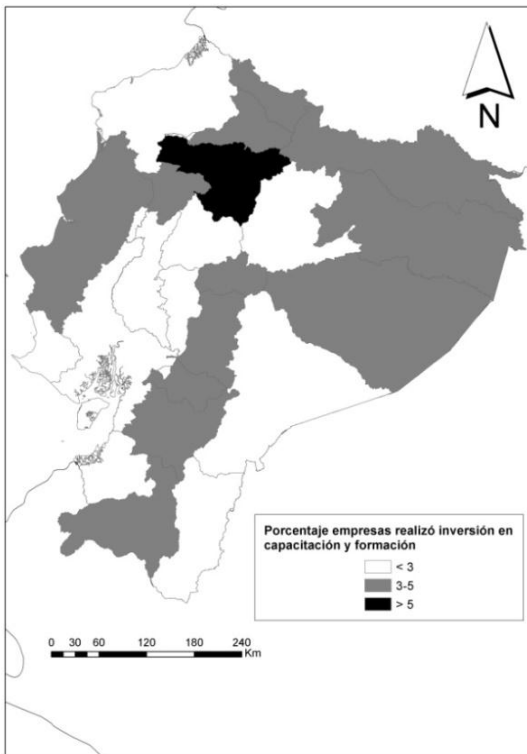 N
Porcentaje empresas realizó inversión en
capacitación y formación
< 3
3-5
> 5
0 30 60 120 180 240
Km